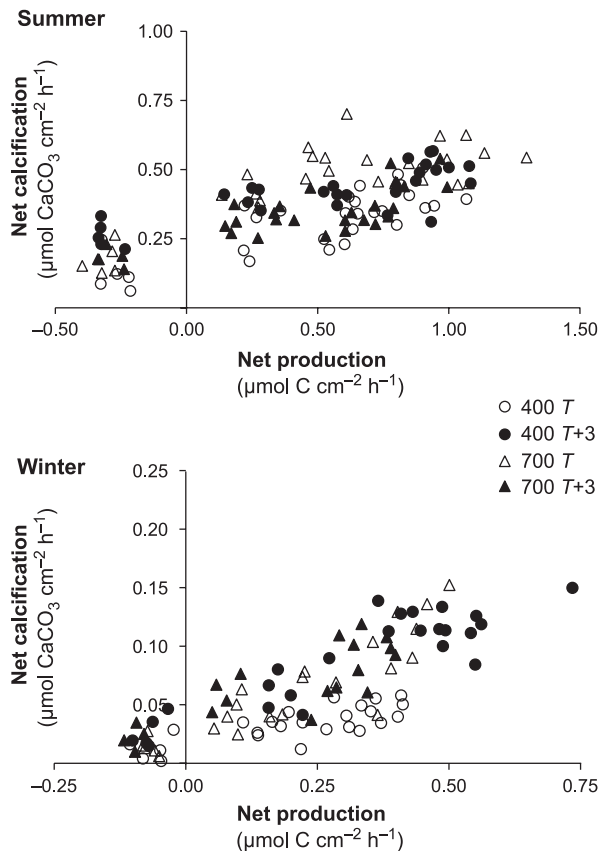 Summer
Net calcification
(µmol CaCO3 cm–2 h–1)
1.00
0.75
0.50
0.25
–0.50
0.00
0.50
1.00
1.50
Net production
(µmol C cm–2 h–1)
400 T
400 T+3
700 T
700 T+3
Winter
Net calcification
(µmol CaCO3 cm–2 h–1)
0.25
0.20
0.15
0.10
0.05
–0.25
0.00
0.25
0.50
0.75
Net production
(µmol C cm–2 h–1)